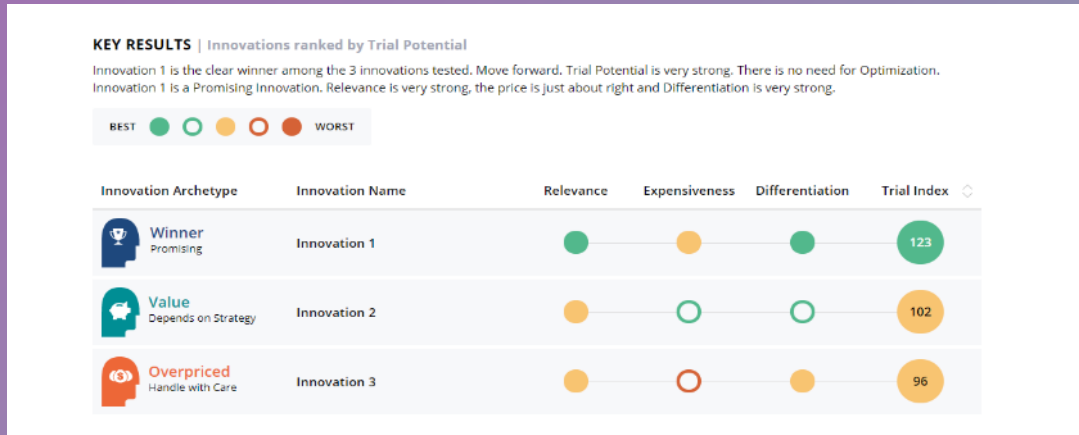 KEY RESULTS | Innovations ranked by Trial Potential
Innovation 1 is the clear winner among the 3 innovations tested. Move forward. Trial Potential is very strong. There is no need for Optimization.
Innovation 1 is a Promising Innovation. Relevance is very strong, the price is just about right and Differentiation is very strong.
BEST WORST
Innovation Archetype Innovation Name Relevance Expensiveness Differentiation Trial Index
Winner
Promising
Innovation 1 123
Value
Depends on Strategy
Innovation 2 102
Overpriced
Handle with Care
Innovation 3 96